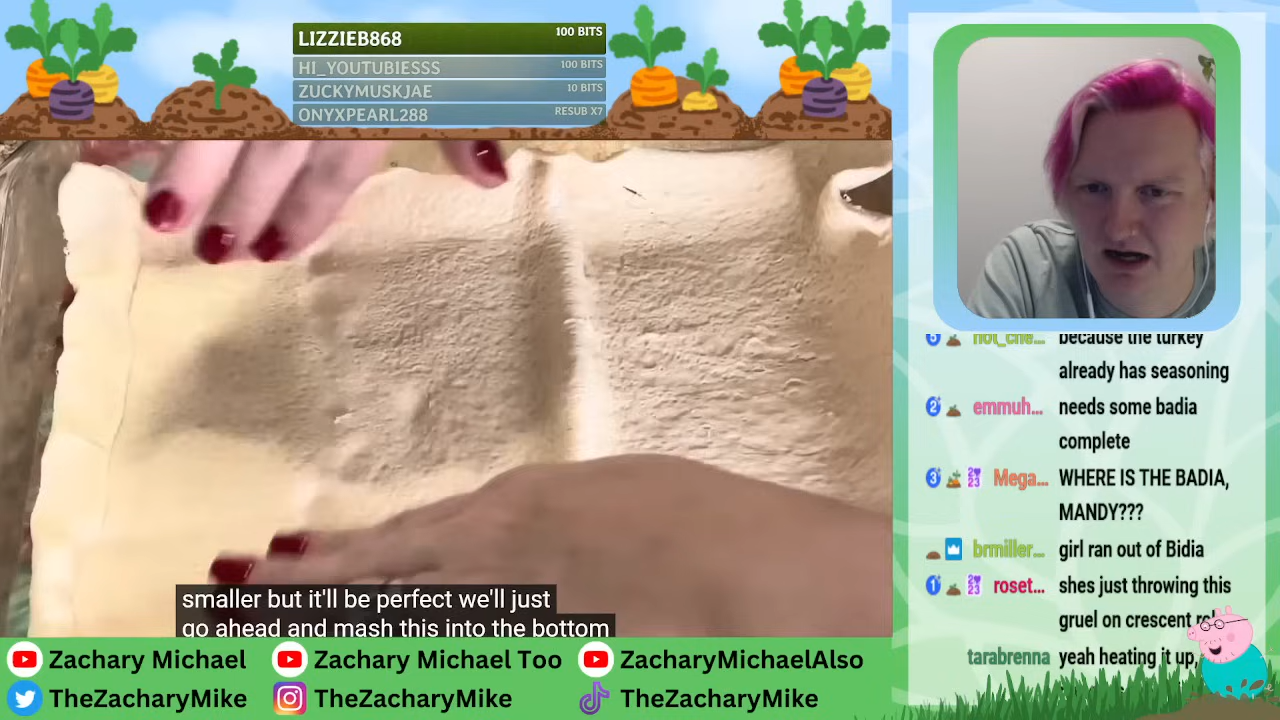 LIZZIEB868 100 BITS
HI_YOUTUBIESSS 100 BITS
ZUCKYMUSKJAE 10 BITS
ONYXPEARL288 RESUB X7
because the turkey
already has seasoning
emmuh... needs some badia
complete
Mega... WHERE IS THE BADIA,
MANDY???
brmiller... girl ran out of Bidia
roset... shes just throwing this
gruel on crescent
tarabrenna yeah heating it up,
smaller but it'll be perfect we'll just
go ahead and mash this into the bottom
Zachary Michael Zachary Michael Too ZacharyMichaelAlso
TheZacharyMike TheZacharyMike TheZacharyMike